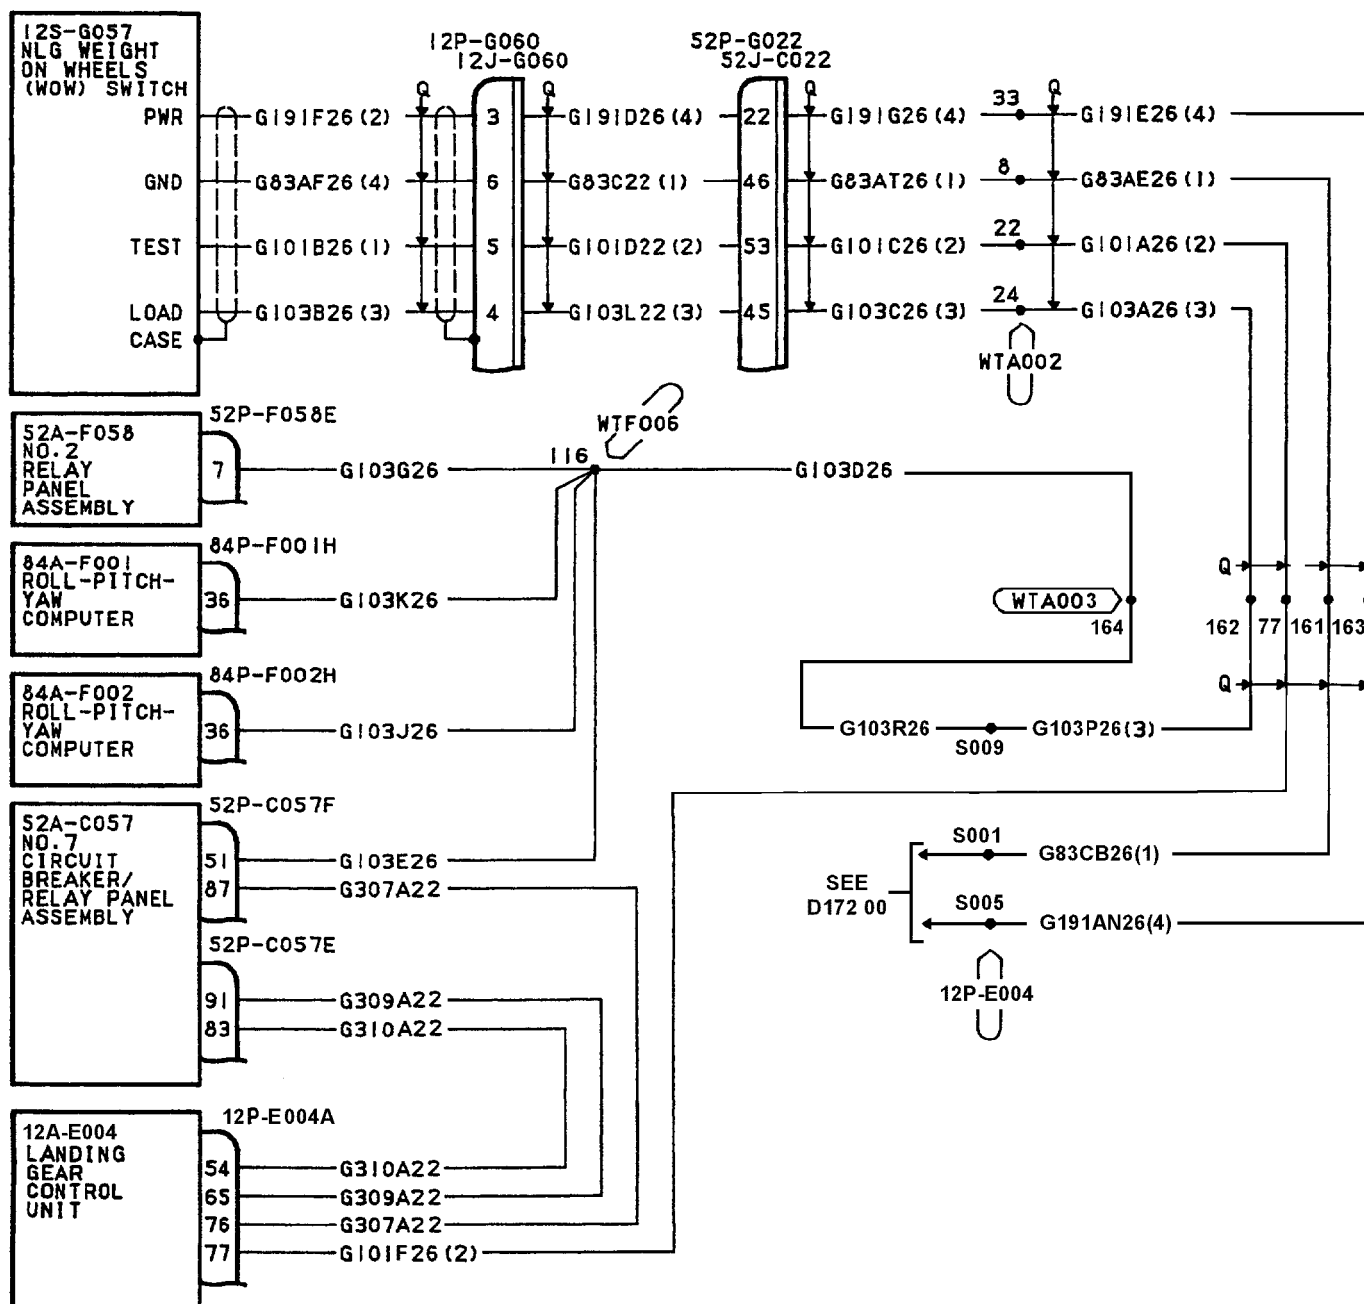 12S-G057
NLG WEIGHT
ON WHEELS
(WOW) SWITCH
12P-G060
12J-G060
52P-G022
52J-C022
Q Q Q Q
PWR G191F26(2) 3 G191D26(4) 22 G191G26(4) 33 G191E26(4)
GND G83AF26(4) 6 G83C22(1) 46 G83AT26(1) 8 G83AE26(1)
TEST G101B26(1) 5 G101D22(2) 53 G101C26(2) 22 G101A26(2)
LOAD G103B26(3) 4 G103L22(3) 45 G103C26(3) 24 G103A26(3)
CASE
WTA002
52A-F058
NO.2
RELAY
PANEL
ASSEMBLY
52P-F058E
7 G103G26 116 G103D26
WTF006
84A-F001
ROLL-PITCH-
YAW
COMPUTER
84P-F001H
36 G103K26
WTA003
164
Q
162 77 161 163
Q
84A-F002
ROLL-PITCH-
YAW
COMPUTER
84P-F002H
36 G103J26
G103R26 S009 G103P26(3)
52A-C057
NO.7
CIRCUIT
BREAKER/
RELAY PANEL
ASSEMBLY
52P-C057F
51 G103E26
87 G307A22
52P-C057E
91 G309A22
83 G310A22
SEE
D172 00
S001 G83CB26(1)
S005 G191AN26(4)
12P-E004
12A-E004
LANDING
GEAR
CONTROL
UNIT
12P-E004A
54 G310A22
65 G309A22
76 G307A22
77 G101F26(2)